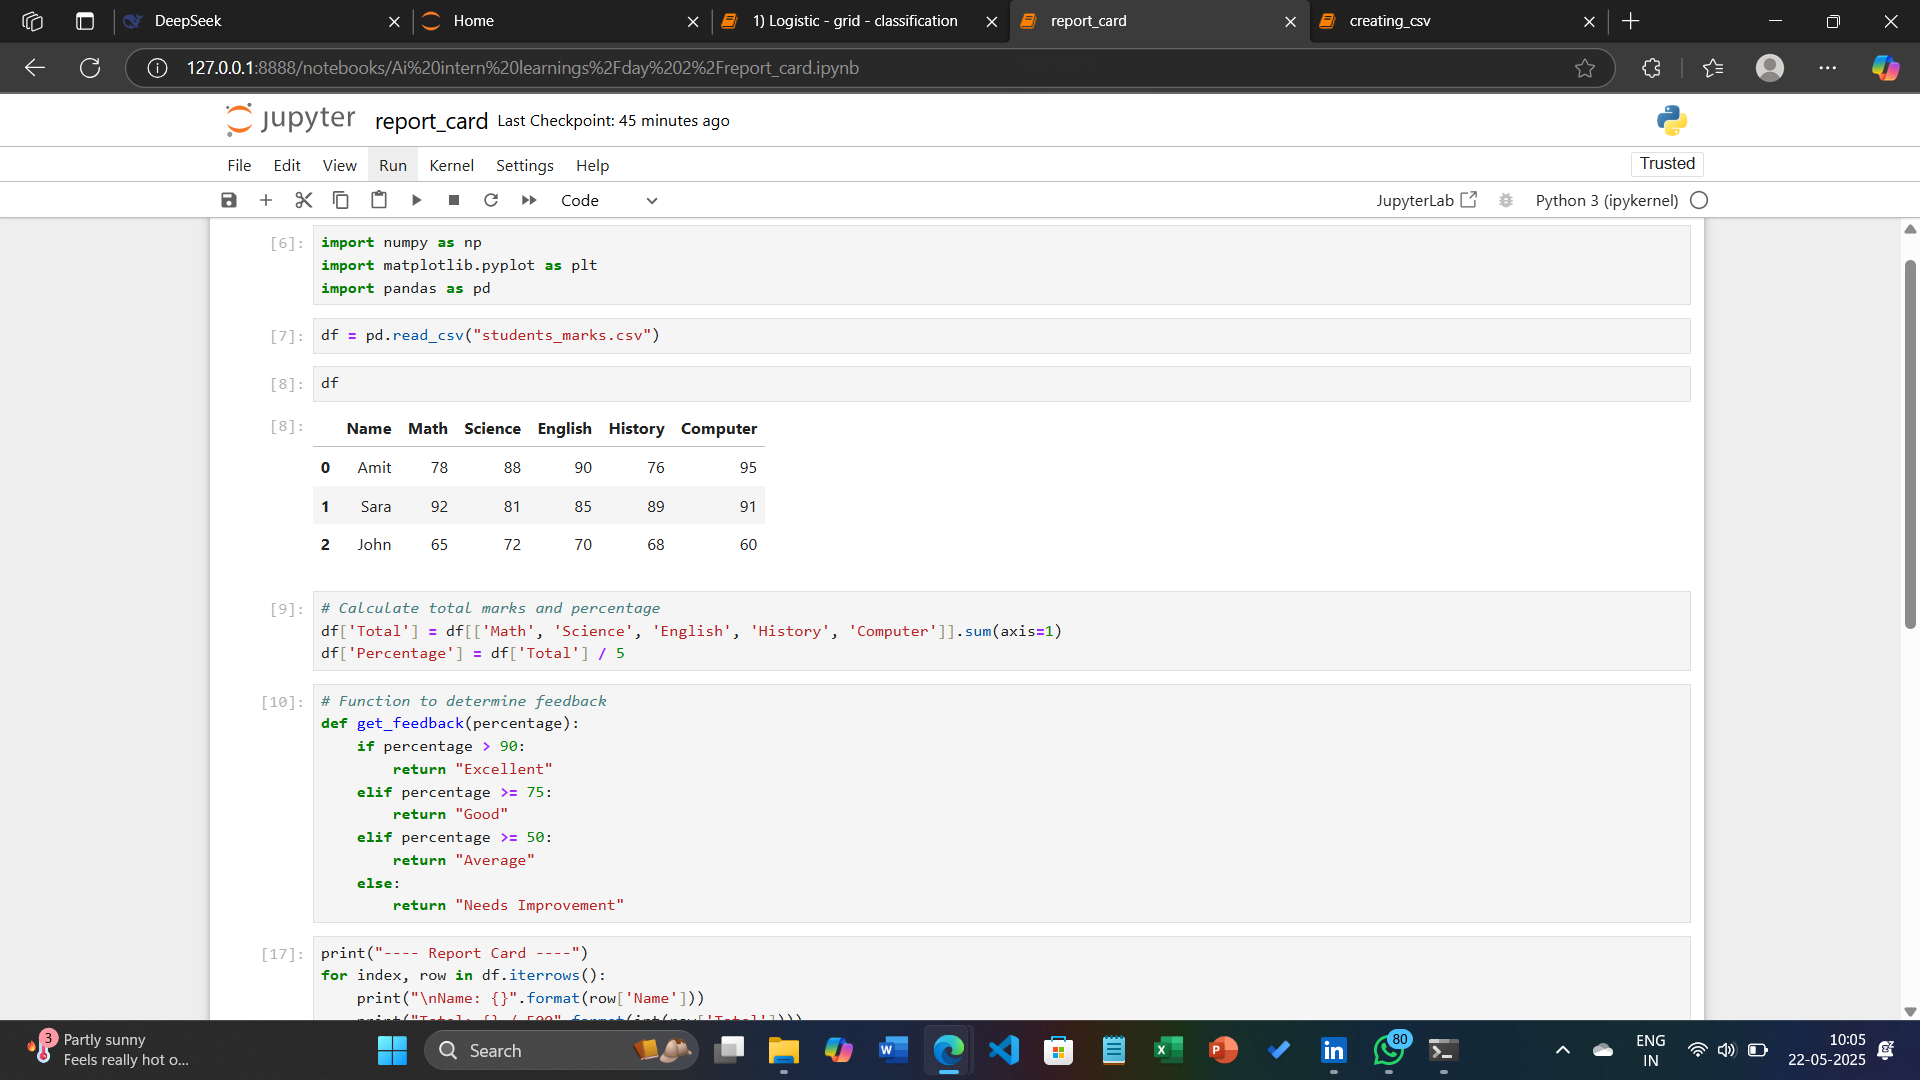 DeepSeek
Home
1) Logistic - grid - classification
report_card
creating_csv
127.0.0.1:8888/notebooks/Ai%20intern%20learnings%2Fday%202%2Freport_card.ipynb
jupyter report_card Last Checkpoint: 45 minutes ago
File Edit View Run Kernel Settings Help
Trusted
Code
JupyterLab
Python 3 (ipykernel)
[6]: import numpy as np
import matplotlib.pyplot as plt
import pandas as pd
[7]: df = pd.read_csv("students_marks.csv")
[8]: df
[8]: Name Math Science English History Computer
0 Amit 78 88 90 76 95
1 Sara 92 81 85 89 91
2 John 65 72 70 68 60
[9]: # Calculate total marks and percentage
df['Total'] = df[['Math', 'Science', 'English', 'History', 'Computer']].sum(axis=1)
df['Percentage'] = df['Total'] / 5
[10]: # Function to determine feedback
def get_feedback(percentage):
    if percentage > 90:
        return "Excellent"
    elif percentage >= 75:
        return "Good"
    elif percentage >= 50:
        return "Average"
    else:
        return "Needs Improvement"
[17]: print("---- Report Card ----")
for index, row in df.iterrows():
    print("\nName: {}".format(row['Name']))
    print("Total: {} / 500".format(int(row['Total'])))
3
Partly sunny
Feels really hot o...
Search
80
ENG
IN
10:05
22-05-2025